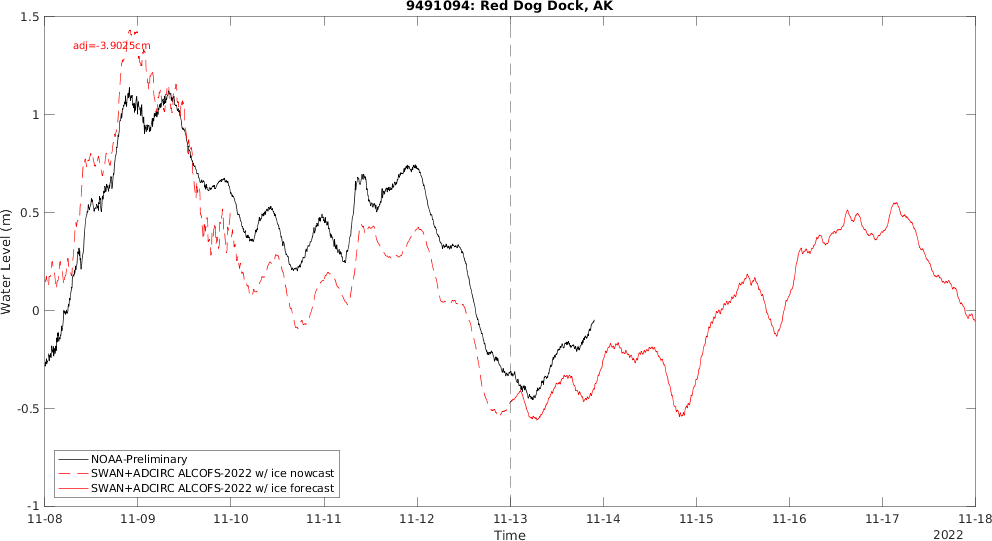 9491094: Red Dog Dock, AK
adj=-3.9025cm
Water Level (m)
1.5
1
0.5
0
-0.5
-1
NOAA-Preliminary
SWAN+ADCIRC ALCOFS-2022 w/ ice nowcast
SWAN+ADCIRC ALCOFS-2022 w/ ice forecast
11-08 11-09 11-10 11-11 11-12 11-13 11-14 11-15 11-16 11-17 11-18
Time
2022